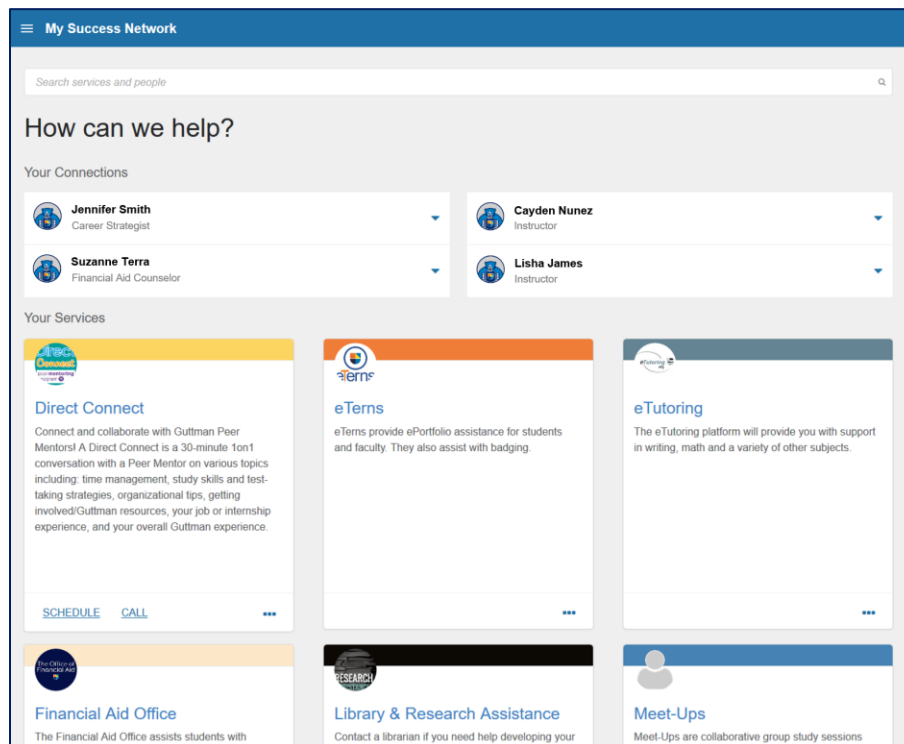 My Success Network
Search services and people
How can we help?
Your Connections
Jennifer Smith
Career Strategist
Cayden Nunez
Instructor
Suzanne Terra
Financial Aid Counselor
Lisha James
Instructor
Your Services
Direct
Connect
peer mentoring
program
eTerns
eTutoring
Direct Connect
Connect and collaborate with Guttman Peer
Mentors! A Direct Connect is a 30-minute 1on1
conversation with a Peer Mentor on various topics
including: time management, study skills and test-
taking strategies, organizational tips, getting
involved/Guttman resources, your job or internship
experience, and your overall Guttman experience.
SCHEDULE CALL
eTerns
eTerns provide ePortfolio assistance for students
and faculty. They also assist with badging.
eTutoring
The eTutoring platform will provide you with support
in writing, math and a variety of other subjects.
The Office of
Financial Aid
RESEARCH
Financial Aid Office
The Financial Aid Office assists students with
Library & Research Assistance
Contact a librarian if you need help developing your
Meet-Ups
Meet-Ups are collaborative group study sessions